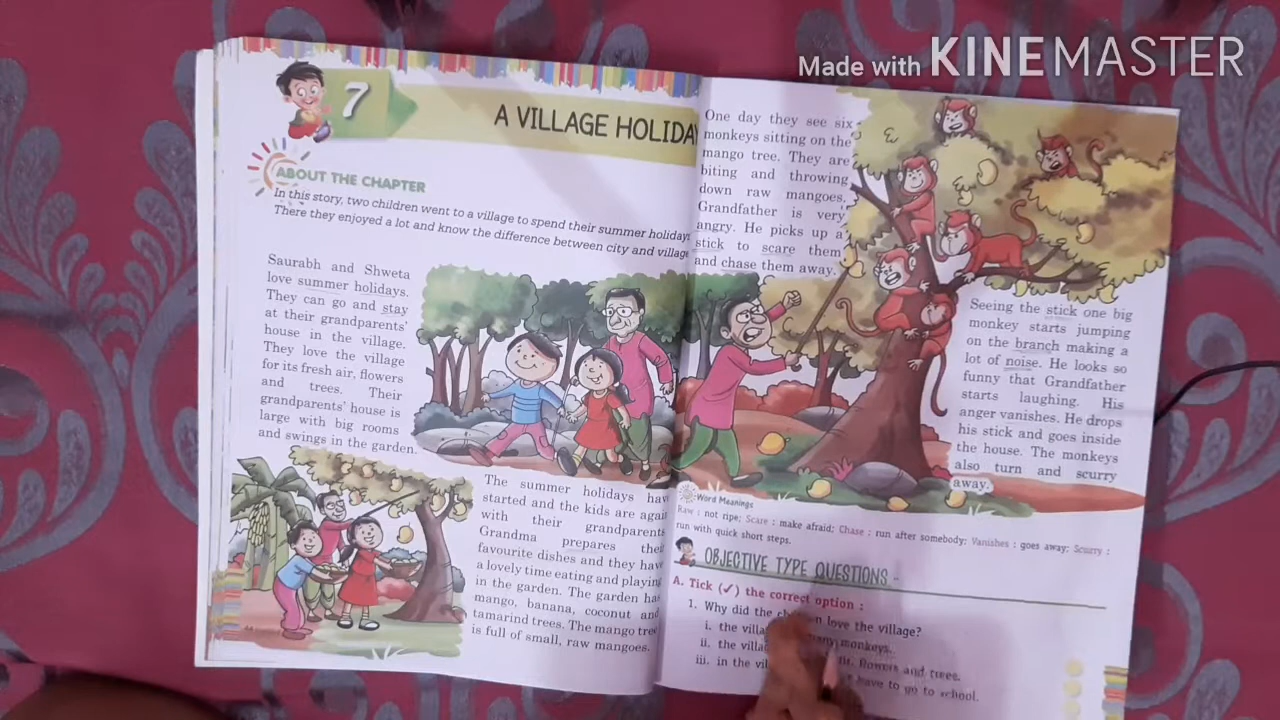 Made with KINEMASTER
7
A VILLAGE HOLIDAY
ABOUT THE CHAPTER
In this story, two children went to a village to spend their summer holiday
There they enjoyed a lot and know the difference between city and village
Saurabh and Shweta
love summer holidays.
They can go and stay
at their grandparents'
house in the village.
They love the village
for its fresh air, flowers
and trees. Their
grandparents' house is
large with big rooms
and swings in the garden.
The summer holidays have
started and the kids are again
with their grandparents
Grandma prepares their
favourite dishes and they have
a lovely time eating and playing
in the garden. The garden has
mango, banana, coconut and
tamarind trees. The mango tree
is full of small, raw mangoes.
One day they see six
monkeys sitting on the
mango tree. They are
biting and throwing
down raw mangoes.
Grandfather is very
angry. He picks up a
stick to scare them
and chase them away.
Seeing the stick one big
monkey starts jumping
on the branch making a
lot of noise. He looks so
funny that Grandfather
starts laughing. His
anger vanishes. He drops
his stick and goes inside
the house. The monkeys
also turn and scurry
away.
Word Meanings
Raw : not ripe; Scare : make afraid; Chase : run after somebody; Vanishes : goes away; Scurry :
run with quick short steps.
OBJECTIVE TYPE QUESTIONS -
A. Tick (✓) the correct option :
1. Why did the love the village?
i. the
ii. the many monkeys.
iii. in the flowers and trees.
have to go to school.